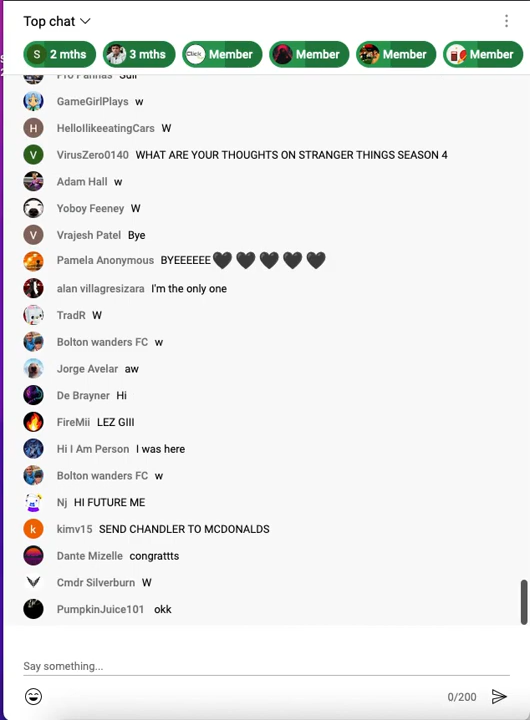 Top chat
S 2 mths 3 mths Click Member Member Member Member
Pro Pannas Suii
GameGirlPlays w
H HelloIlikeeatingCars W
V VirusZero0140 WHAT ARE YOUR THOUGHTS ON STRANGER THINGS SEASON 4
Adam Hall w
Yoboy Feeney W
V Vrajesh Patel Bye
Pamela Anonymous BYEEEEEE🖤🖤🖤🖤🖤
alan villagresizara I'm the only one
TradR W
Bolton wanders FC w
Jorge Avelar aw
De Brayner Hi
FireMii LEZ GIII
Hi I Am Person I was here
Bolton wanders FC w
Nj HI FUTURE ME
k kimv15 SEND CHANDLER TO MCDONALDS
Dante Mizelle congrattts
Cmdr Silverburn W
PumpkinJuice101 okk
Say something...
0/200